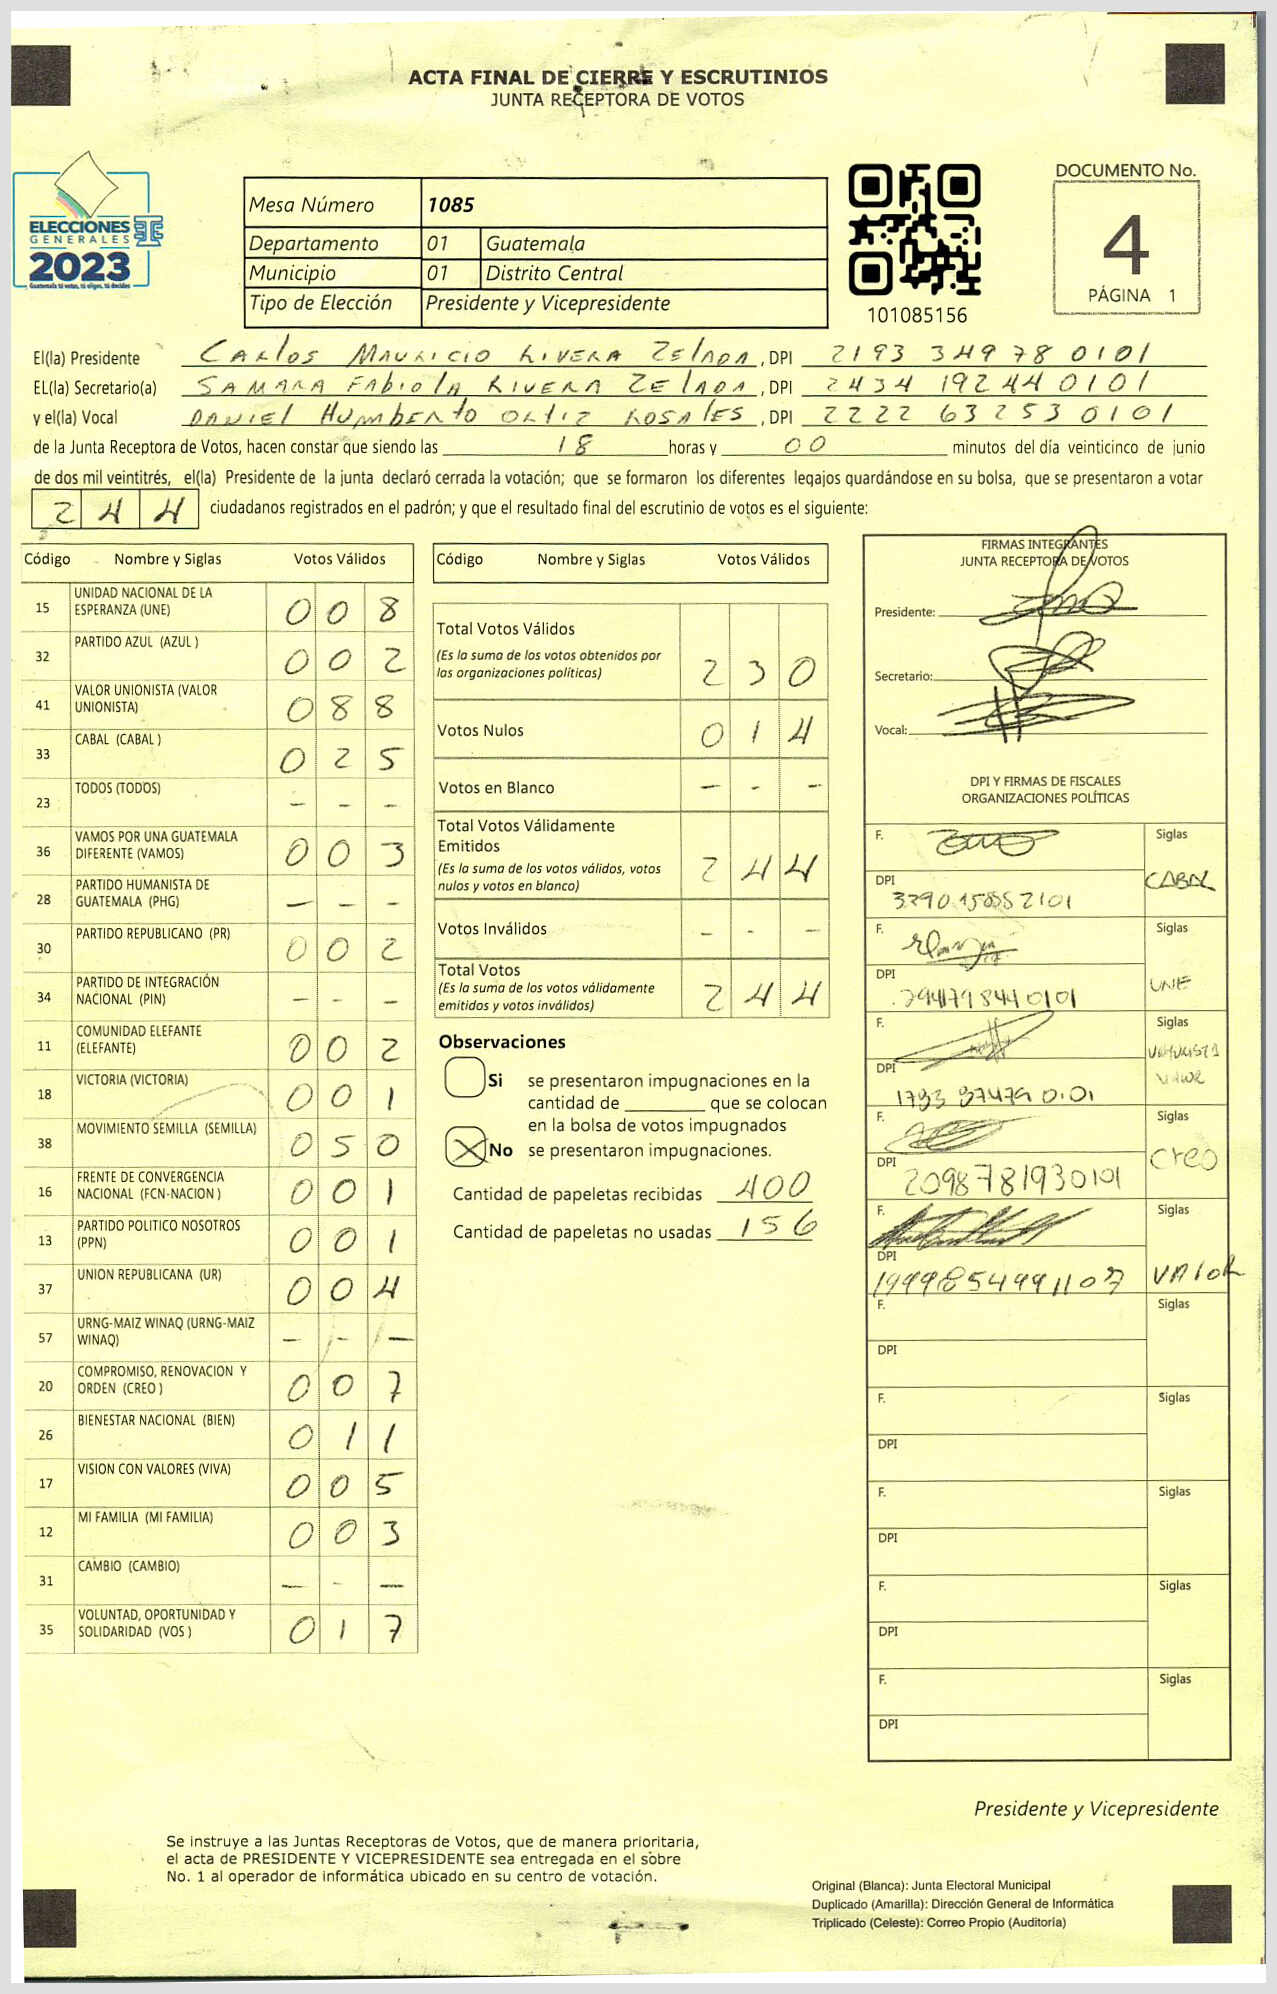 ACTA FINAL DE CIERRE Y ESCRUTINIOS
JUNTA RECEPTORA DE VOTOS
ELECCIONES
GENERALES
2023
Guatemala tú votas, tú eliges, tú decides
Mesa Número 1085
Departamento 01 Guatemala
Municipio 01 Distrito Central
Tipo de Elección Presidente y Vicepresidente
101085156
DOCUMENTO No.
4
PÁGINA 1
El(la) Presidente CARLOS MAURICIO RIVERA ZELADA, DPI 2193 34978 0101
EL(la) Secretario(a) SAMARA FABIOLA RIVERA ZELADA, DPI 2434 19244 0101
y el(la) Vocal DANIEL HUMBERTO ORTIZ ROSALES, DPI 2222 63253 0101
de la Junta Receptora de Votos, hacen constar que siendo las 18 horas y 00 minutos del día veinticinco de junio
de dos mil veintitrés, el(la) Presidente de la junta declaró cerrada la votación; que se formaron los diferentes legajos quardándose en su bolsa, que se presentaron a votar
244 ciudadanos registrados en el padrón; y que el resultado final del escrutinio de votos es el siguiente:
Código Nombre y Siglas Votos Válidos
15 UNIDAD NACIONAL DE LA ESPERANZA (UNE) 0 0 8
32 PARTIDO AZUL (AZUL ) 0 0 2
41 VALOR UNIONISTA (VALOR UNIONISTA) 0 8 8
33 CABAL (CABAL ) 0 2 5
23 TODOS (TODOS) - - -
36 VAMOS POR UNA GUATEMALA DIFERENTE (VAMOS) 0 0 3
28 PARTIDO HUMANISTA DE GUATEMALA (PHG) - - -
30 PARTIDO REPUBLICANO (PR) 0 0 2
34 PARTIDO DE INTEGRACIÓN NACIONAL (PIN) - - -
11 COMUNIDAD ELEFANTE (ELEFANTE) 0 0 2
18 VICTORIA (VICTORIA) 0 0 1
38 MOVIMIENTO SEMILLA (SEMILLA) 0 5 0
16 FRENTE DE CONVERGENCIA NACIONAL (FCN-NACION ) 0 0 1
13 PARTIDO POLITICO NOSOTROS (PPN) 0 0 1
37 UNION REPUBLICANA (UR) 0 0 4
57 URNG-MAIZ WINAQ (URNG-MAIZ WINAQ) - - -
20 COMPROMISO, RENOVACION Y ORDEN (CREO ) 0 0 7
26 BIENESTAR NACIONAL (BIEN) 0 1 1
17 VISION CON VALORES (VIVA) 0 0 5
12 MI FAMILIA (MI FAMILIA) 0 0 3
31 CAMBIO (CAMBIO) - - -
35 VOLUNTAD, OPORTUNIDAD Y SOLIDARIDAD (VOS ) 0 1 7
Código Nombre y Siglas Votos Válidos
Total Votos Válidos
(Es la suma de los votos obtenidos por
las organizaciones políticas) 2 3 0
Votos Nulos 0 1 4
Votos en Blanco - - -
Total Votos Válidamente
Emitidos
(Es la suma de los votos válidos, votos
nulos y votos en blanco) 2 4 4
Votos Inválidos - - -
Total Votos
(Es la suma de los votos válidamente
emitidos y votos inválidos) 2 4 4
Observaciones
Si se presentaron impugnaciones en la
cantidad de ________ que se colocan
en la bolsa de votos impugnados
X No se presentaron impugnaciones.
Cantidad de papeletas recibidas 400
Cantidad de papeletas no usadas 156
FIRMAS INTEGRANTES
JUNTA RECEPTORA DE VOTOS
Presidente:
Secretario:
Vocal:
DPI Y FIRMAS DE FISCALES
ORGANIZACIONES POLÍTICAS
F. Siglas
DPI CABAL
F. Siglas
DPI UNE
F. Siglas
DPI
F. Siglas
DPI 2098781930101 Creo
F. Siglas
DPI 1999854991107 VALOR
F. Siglas
DPI
F. Siglas
DPI
F. Siglas
DPI
F. Siglas
DPI
F. Siglas
DPI
Presidente y Vicepresidente
Se instruye a las Juntas Receptoras de Votos, que de manera prioritaria,
el acta de PRESIDENTE Y VICEPRESIDENTE sea entregada en el sobre
No. 1 al operador de informática ubicado en su centro de votación.
Original (Blanca): Junta Electoral Municipal
Duplicado (Amarilla): Dirección General de Informática
Triplicado (Celeste): Correo Propio (Auditoría)